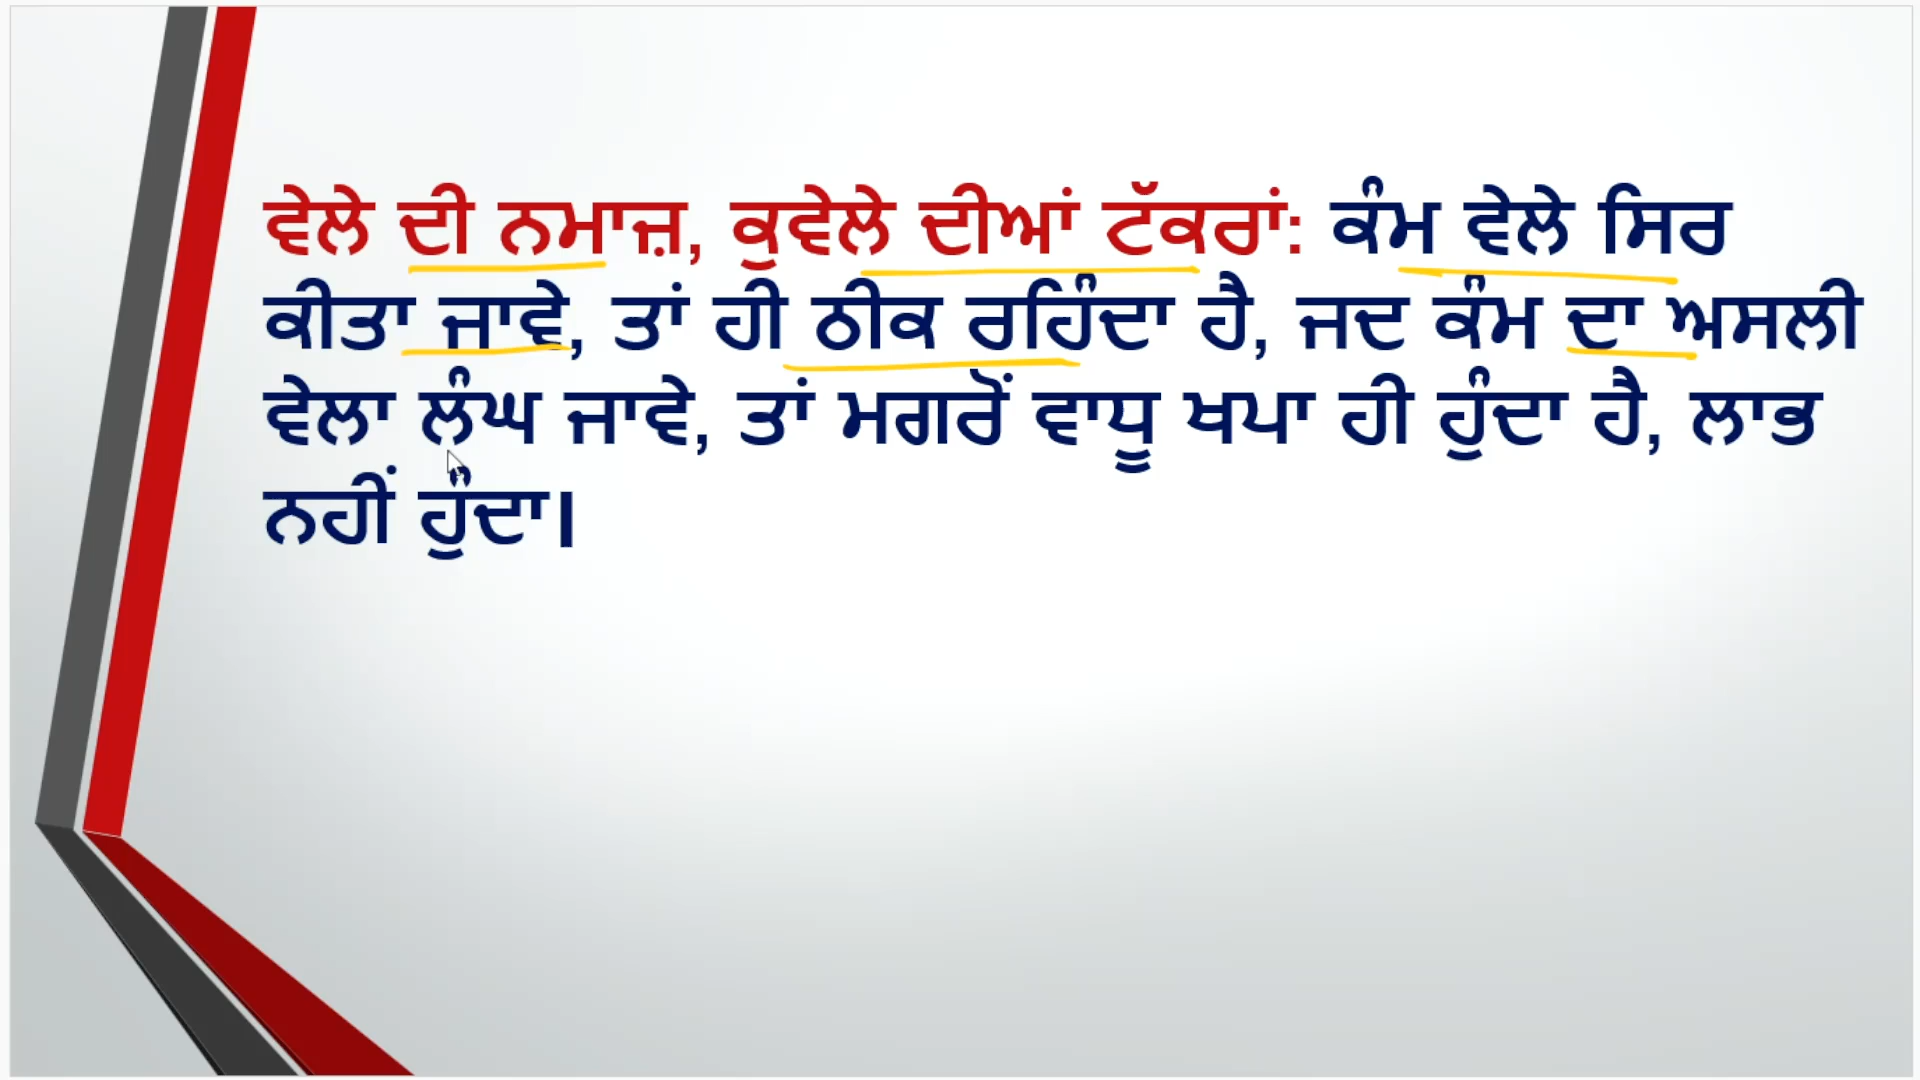 ਵੇਲੇ ਦੀ ਨਮਾਜ਼, ਕੁਵੇਲੇ ਦੀਆਂ ਟੱਕਰਾਂ: ਕੰਮ ਵੇਲੇ ਸਿਰ
ਕੀਤਾ ਜਾਵੇ, ਤਾਂ ਹੀ ਠੀਕ ਰਹਿੰਦਾ ਹੈ, ਜਦ ਕੰਮ ਦਾ ਅਸਲੀ
ਵੇਲਾ ਲੰਘ ਜਾਵੇ, ਤਾਂ ਮਗਰੋਂ ਵਾਧੂ ਖਪਾ ਹੀ ਹੁੰਦਾ ਹੈ, ਲਾਭ
ਨਹੀਂ ਹੁੰਦਾ।